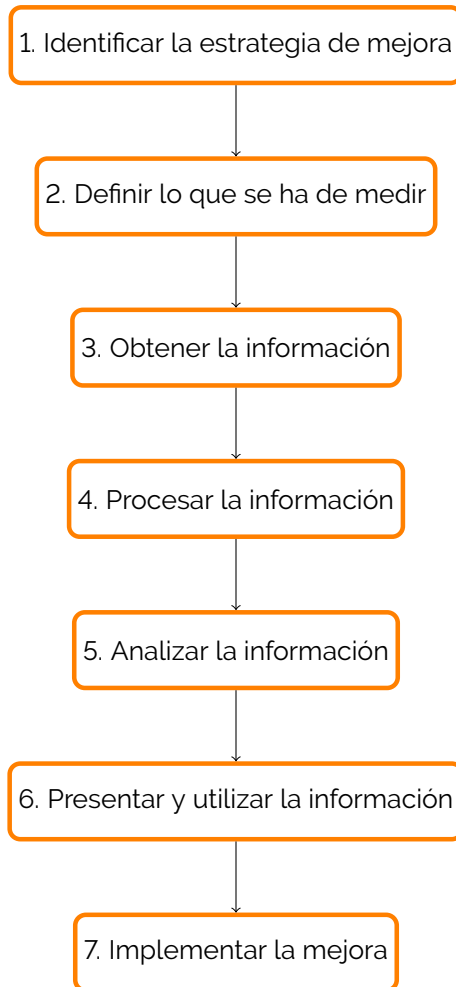 1. Identificar la estrategia de mejora
2. Definir lo que se ha de medir
3. Obtener la información
4. Procesar la información
5. Analizar la información
6. Presentar y utilizar la información
7. Implementar la mejora